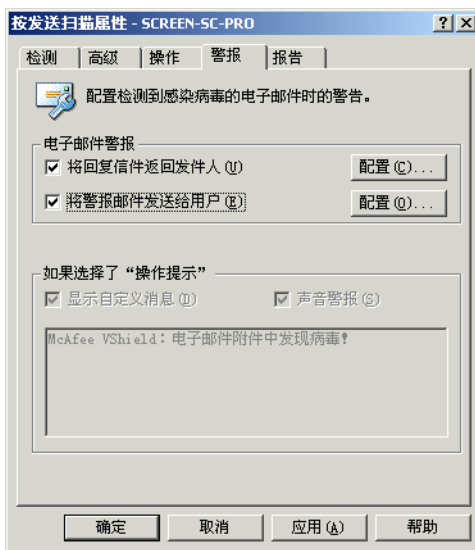 按发送扫描属性 - SCREEN-SC-PRO
检测 高级 操作 警报 报告
配置检测到感染病毒的电子邮件时的警告。
电子邮件警报
将回复信件返回发件人(U) 配置(C)...
将警报邮件发送给用户(E) 配置(O)...
如果选择了“操作提示”
显示自定义消息(D) 声音警报(S)
McAfee VShield: 电子邮件附件中发现病毒!
确定 取消 应用(A) 帮助